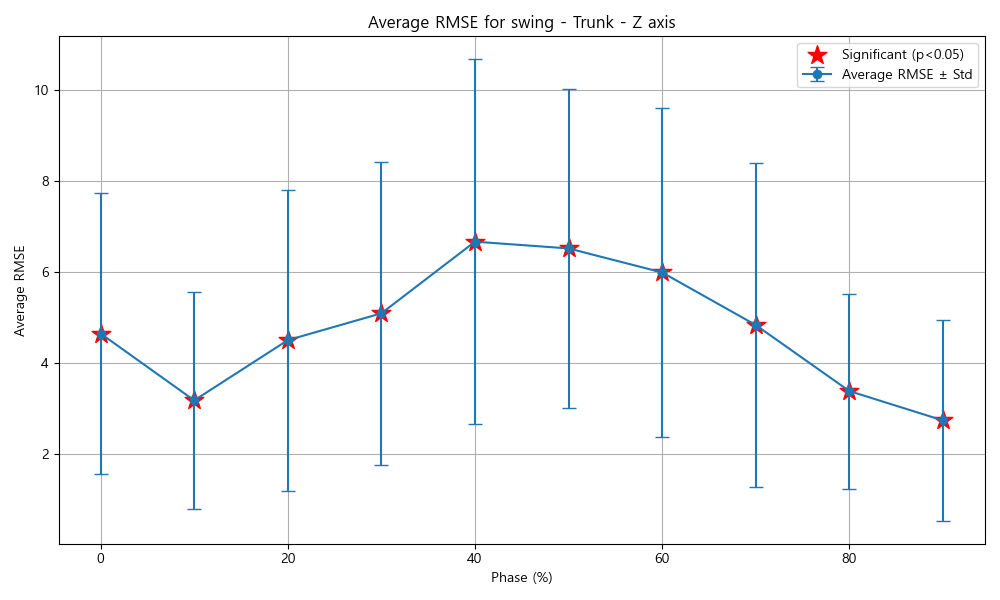 Average RMSE for swing - Trunk - Z axis
Significant (p<0.05)
Average RMSE ± Std
10
8
6
4
2
Average RMSE
0
20
40
60
80
Phase (%)